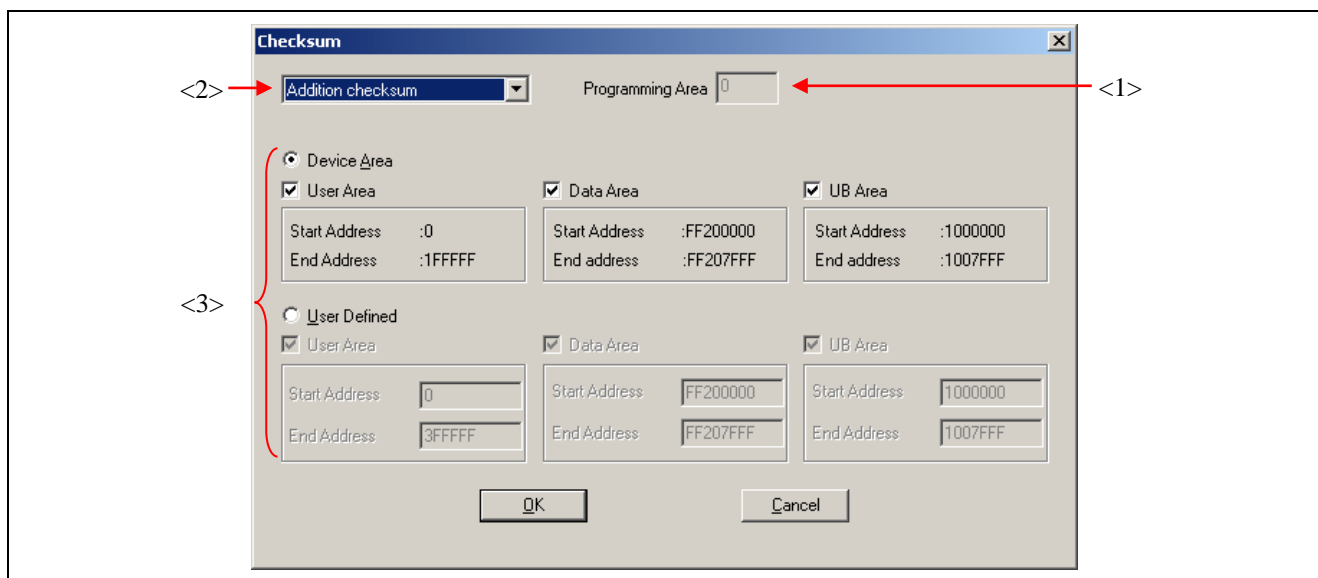 Checksum
<2> Addition checksum Programming Area 0 <1>
Device Area
User Area Data Area UB Area
Start Address :0 Start Address :FF200000 Start Address :1000000
End Address :1FFFFF End address :FF207FFF End address :1007FFF
<3>
User Defined
User Area Data Area UB Area
Start Address 0 Start Address FF200000 Start Address 1000000
End Address 3FFFFF End Address FF207FFF End Address 1007FFF
OK Cancel